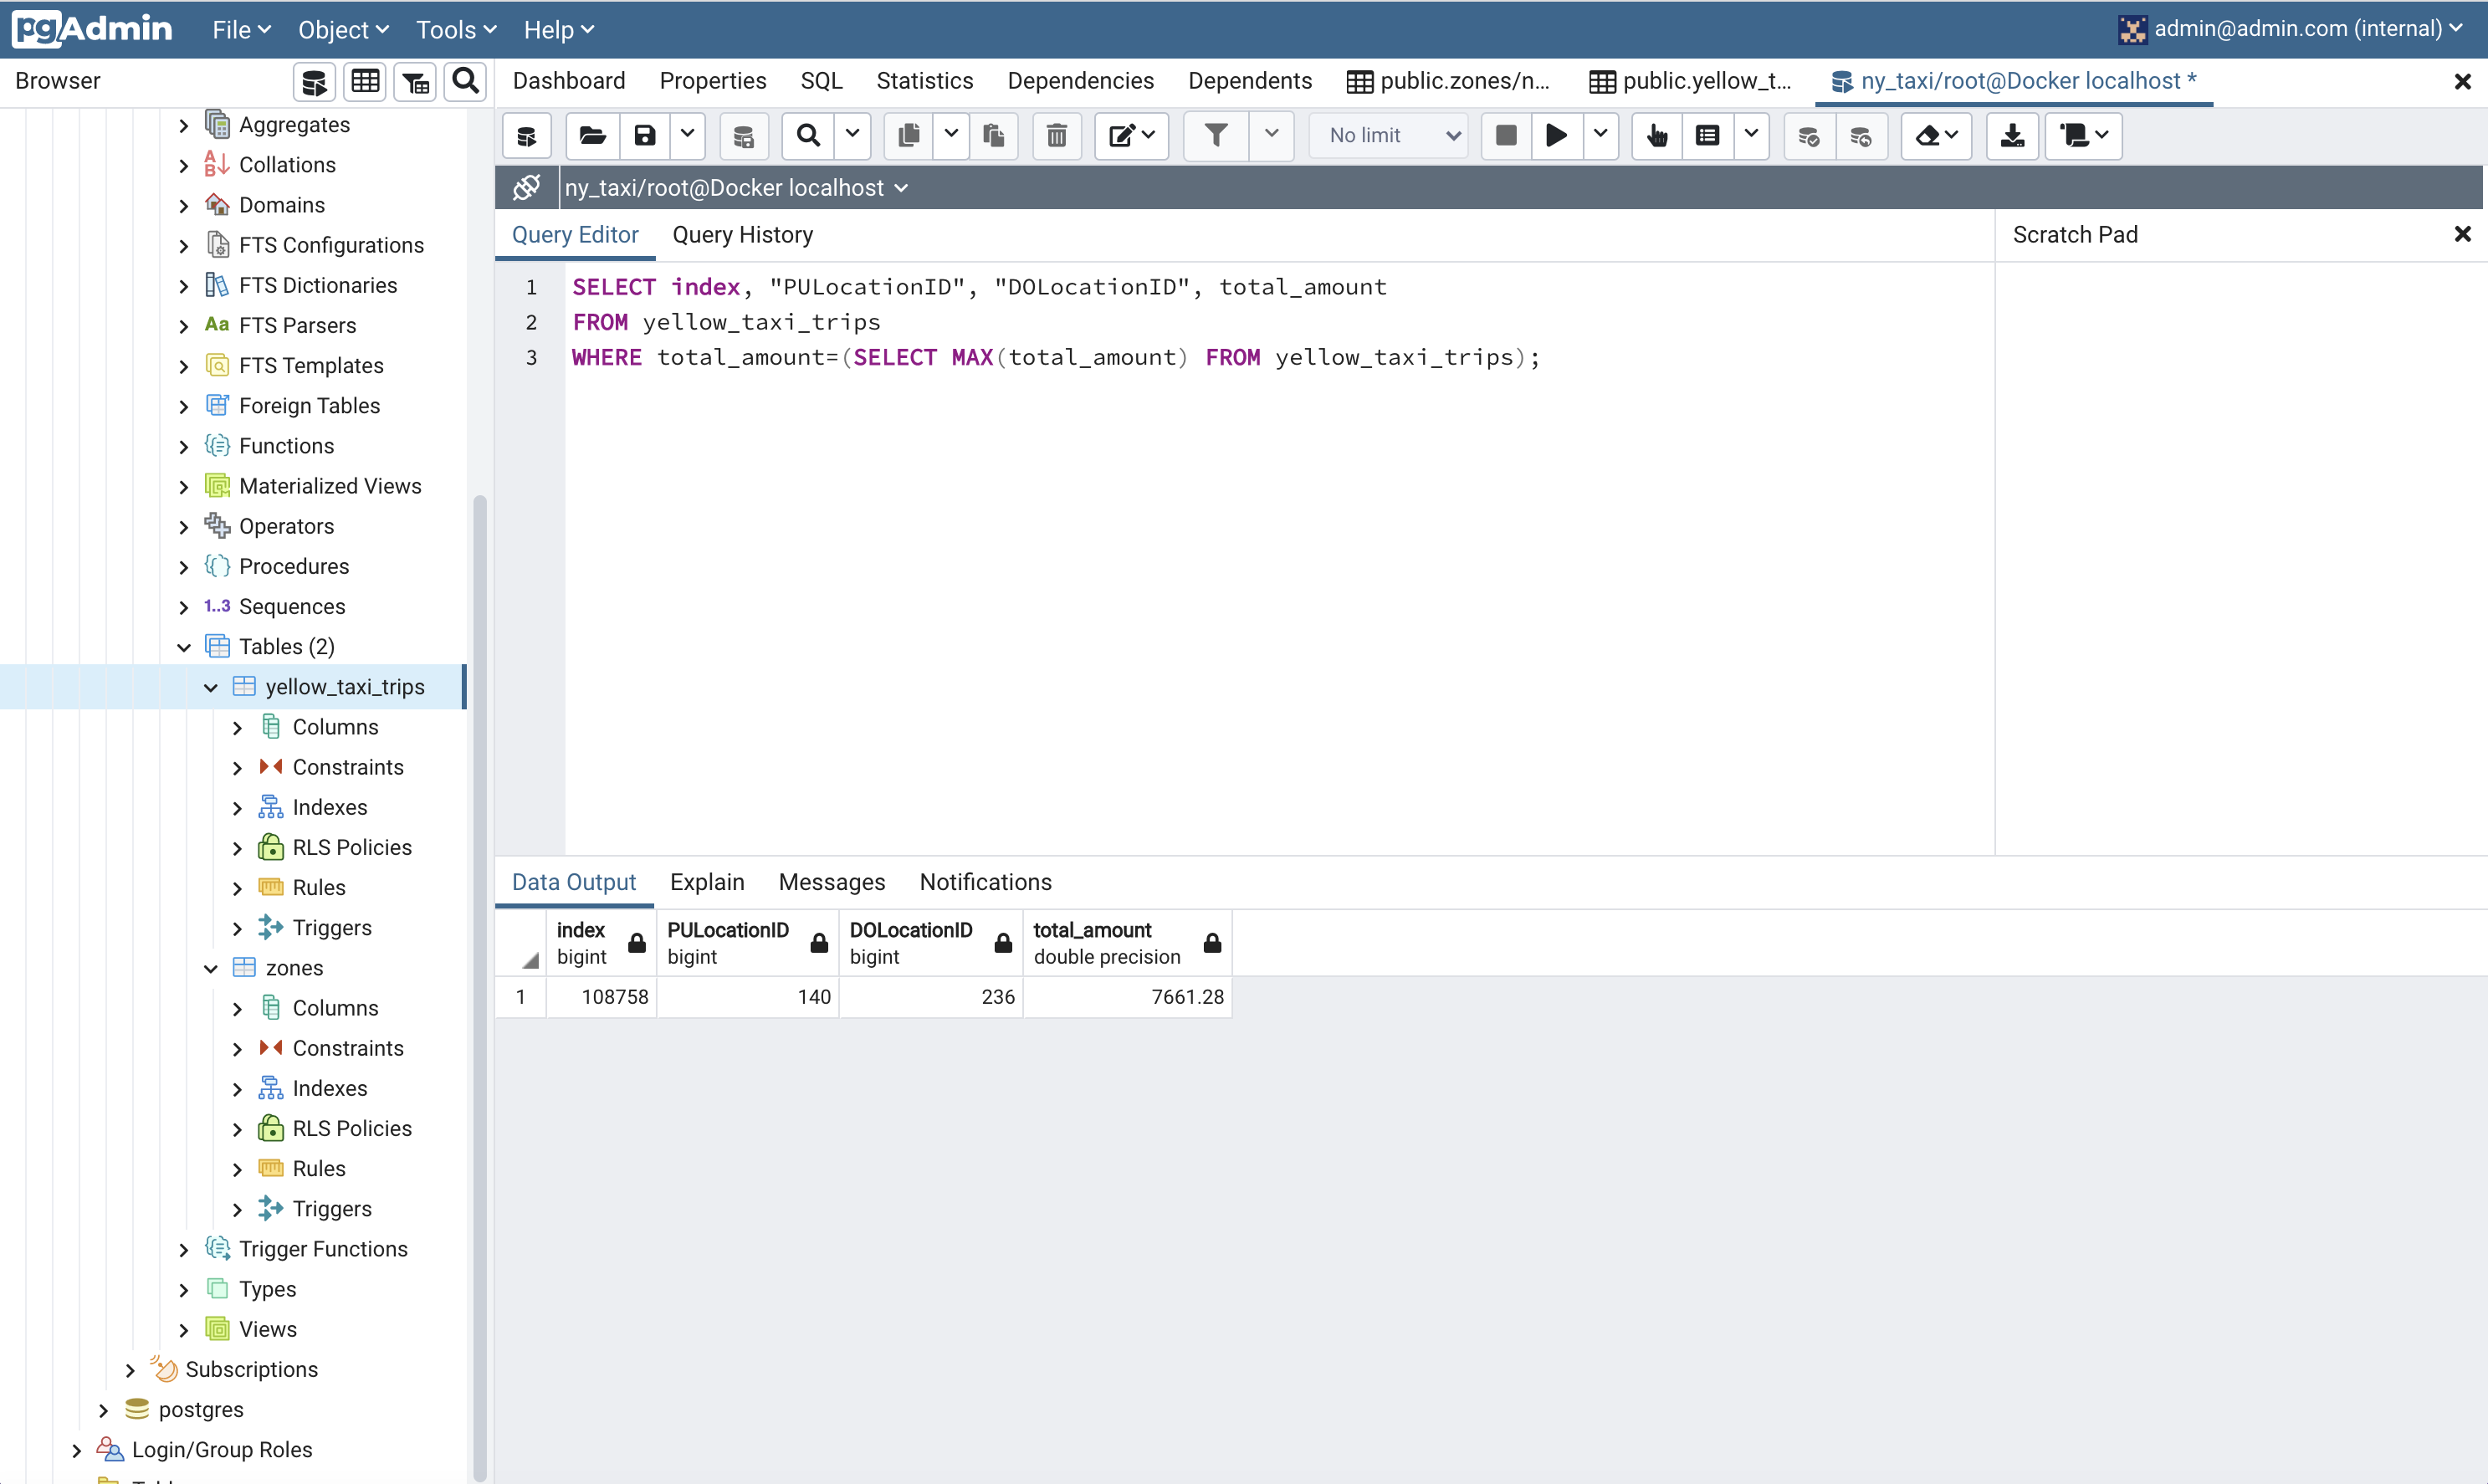 pgAdmin File Object Tools Help admin@admin.com (internal)
Browser
Dashboard Properties SQL Statistics Dependencies Dependents public.zones/n... public.yellow_t... ny_taxi/root@Docker localhost *
No limit
ny_taxi/root@Docker localhost
Query Editor Query History
Scratch Pad
1 SELECT index, "PULocationID", "DOLocationID", total_amount
2 FROM yellow_taxi_trips
3 WHERE total_amount=(SELECT MAX(total_amount) FROM yellow_taxi_trips);
Data Output Explain Messages Notifications
index PULocationID DOLocationID total_amount
bigint bigint bigint double precision
1 108758 140 236 7661.28
Aggregates
Collations
Domains
FTS Configurations
FTS Dictionaries
Aa FTS Parsers
FTS Templates
Foreign Tables
Functions
Materialized Views
Operators
Procedures
1..3 Sequences
Tables (2)
yellow_taxi_trips
Columns
Constraints
Indexes
RLS Policies
Rules
Triggers
zones
Columns
Constraints
Indexes
RLS Policies
Rules
Triggers
Trigger Functions
Types
Views
Subscriptions
postgres
Login/Group Roles